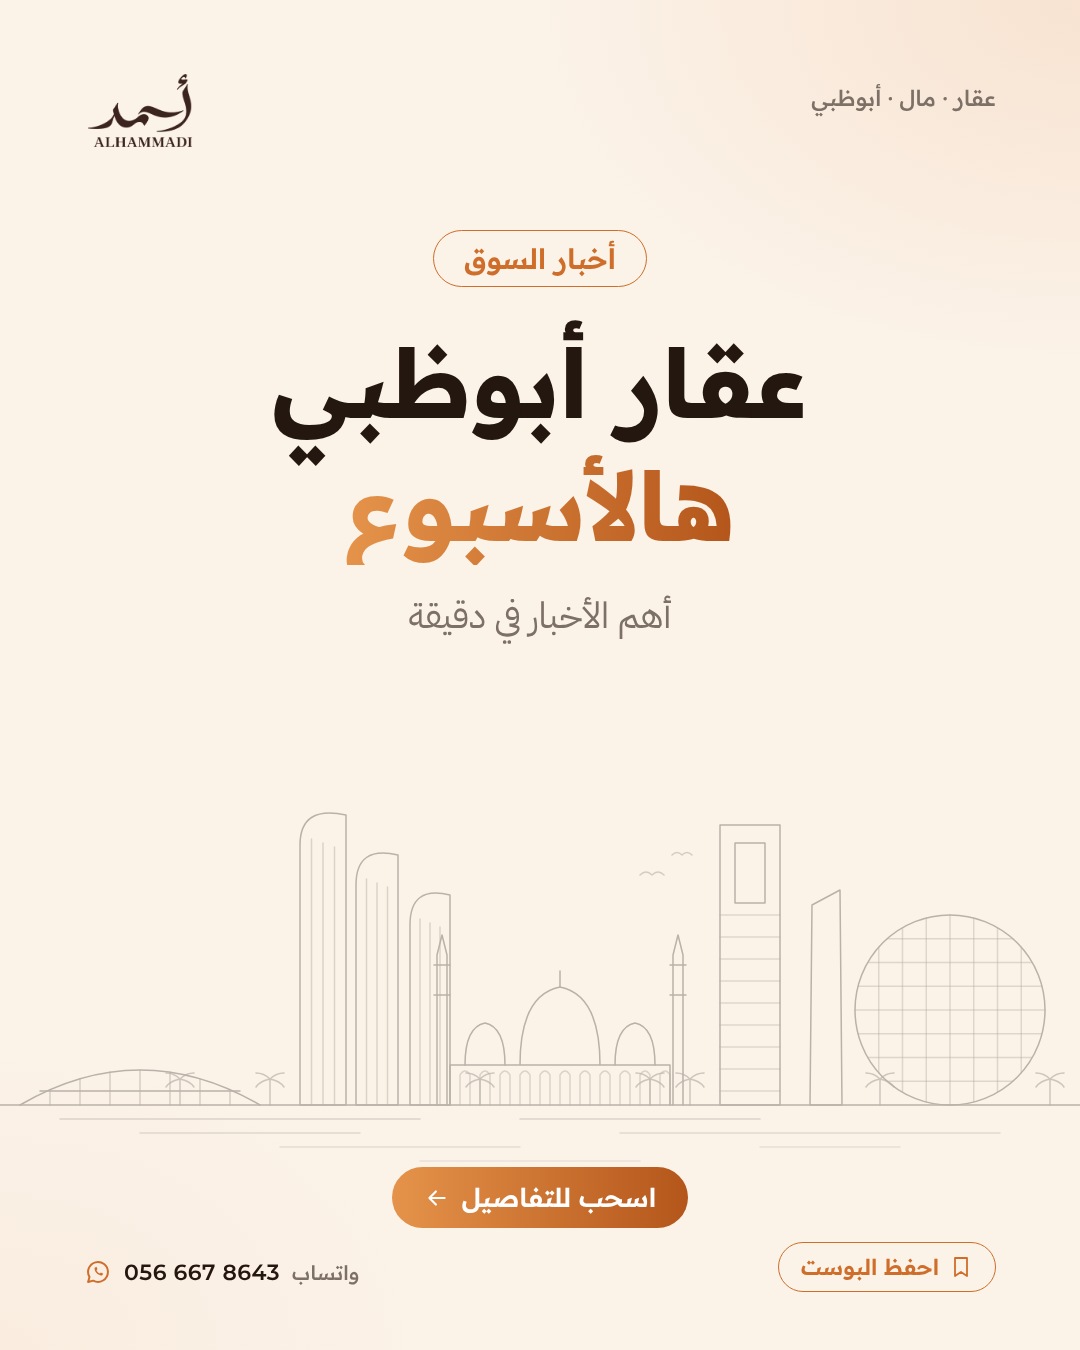 عقار · مال · أبوظبي
أحمد
ALHAMMADI
أخبار السوق
عقار أبوظبي
هالأسبوع
أهم الأخبار في دقيقة
اسحب للتفاصيل ←
احفظ البوست
واتساب 056 667 8643